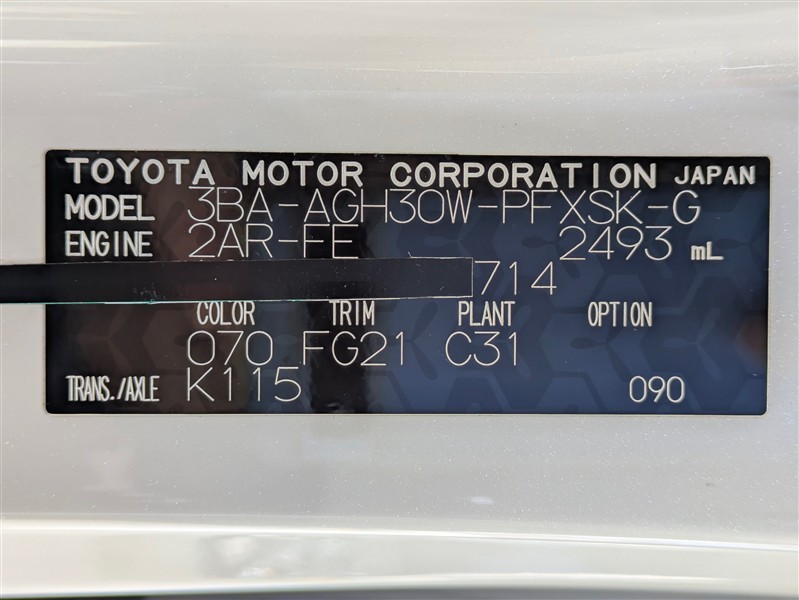 TOYOTA MOTOR CORPORATION JAPAN
MODEL 3BA-AGH30W-PFXSK-G
ENGINE 2AR-FE 2493 mL
714
COLOR TRIM PLANT OPTION
070 FG21 C31
TRANS./AXLE K115 090